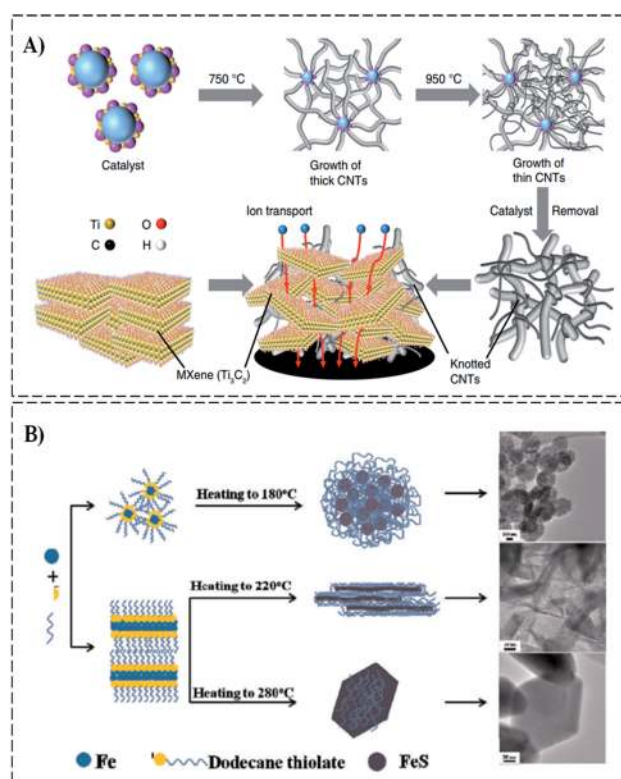 A)
750 °C
950 °C
Catalyst
Growth of
thick CNTs
Growth of
thin CNTs
Ti
O
C
H
Ion transport
Catalyst
Removal
MXene (Ti3C2)
Knotted
CNTs
B)
Heating to 180°C
+
Heating to 220°C
Heating to 280°C
Fe
Dodecane thiolate
FeS